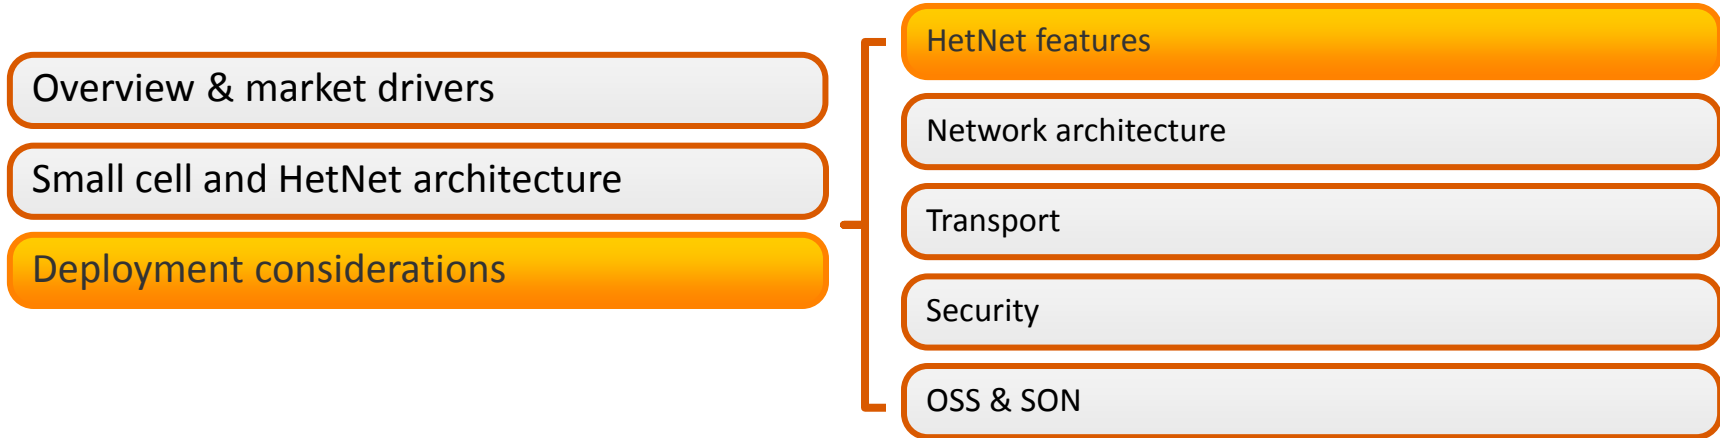 Overview & market drivers
Small cell and HetNet architecture
Deployment considerations
HetNet features
Network architecture
Transport
Security
OSS & SON